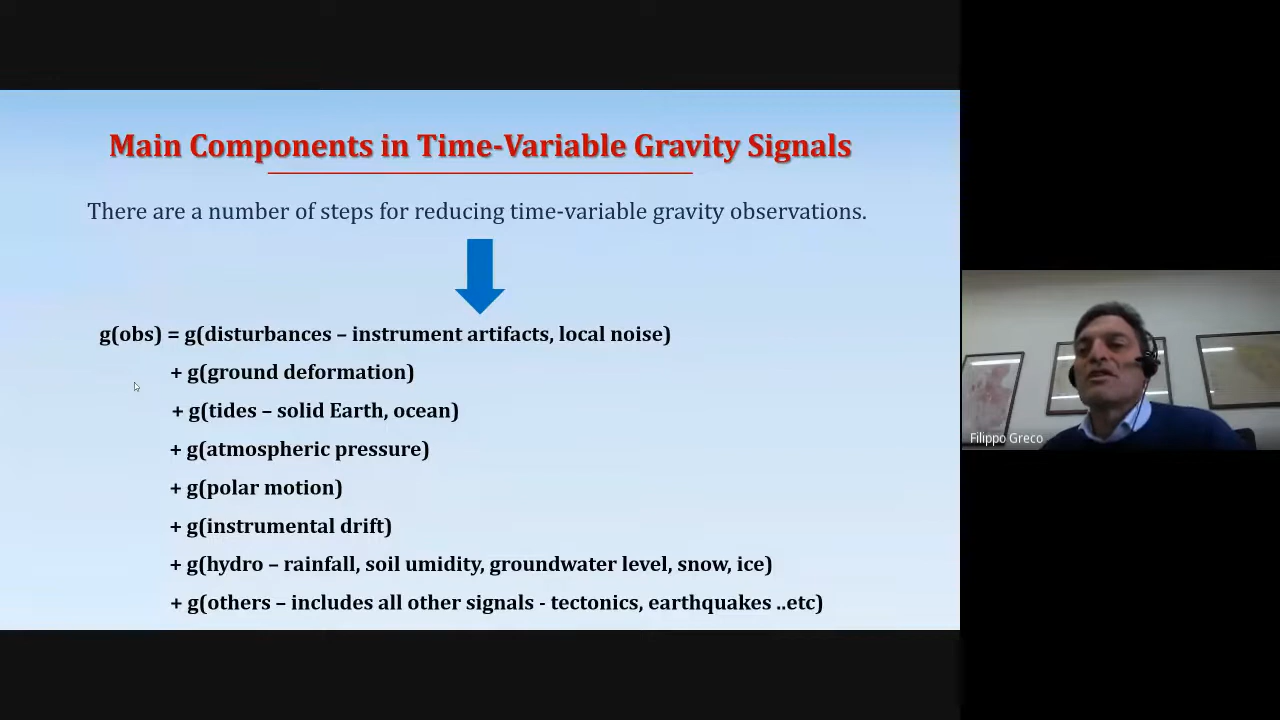 Main Components in Time-Variable Gravity Signals
There are a number of steps for reducing time-variable gravity observations.
g(obs) = g(disturbances – instrument artifacts, local noise)
+ g(ground deformation)
+ g(tides – solid Earth, ocean)
+ g(atmospheric pressure)
+ g(polar motion)
+ g(instrumental drift)
+ g(hydro – rainfall, soil umidity, groundwater level, snow, ice)
+ g(others – includes all other signals - tectonics, earthquakes ..etc)
Filippo Greco